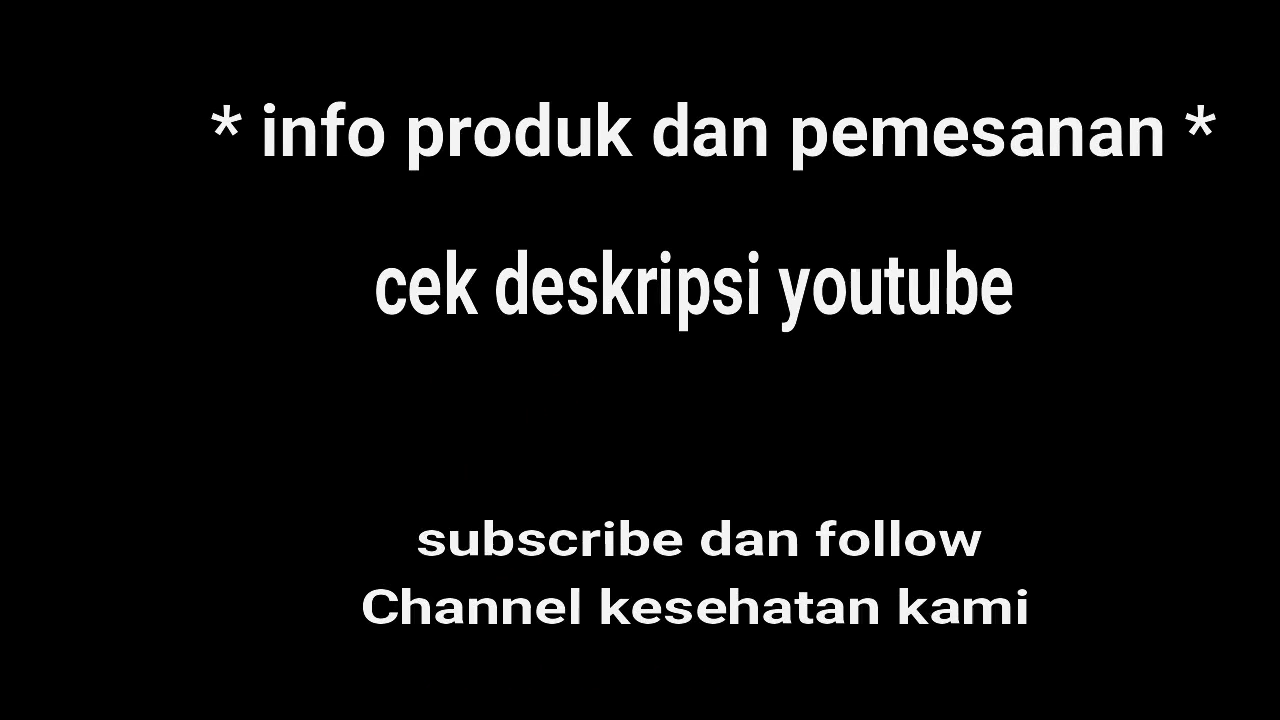 * info produk dan pemesanan *
cek deskripsi youtube
subscribe dan follow
Channel kesehatan kami